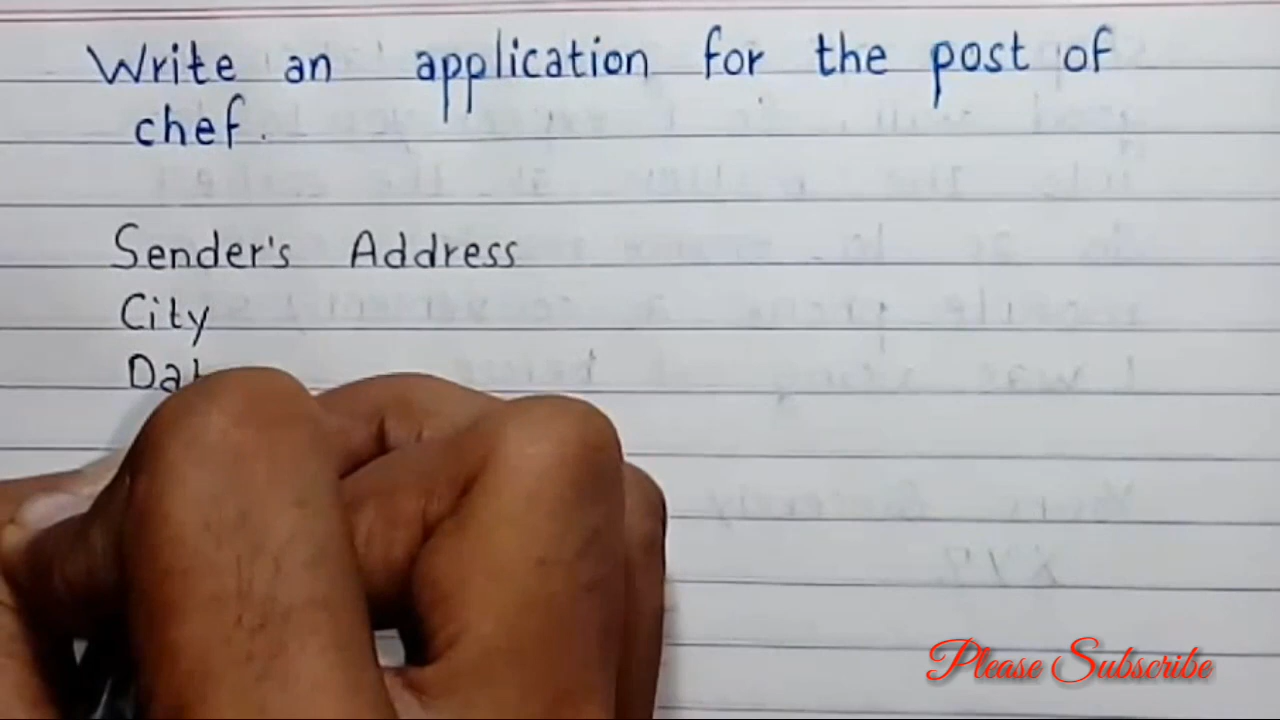 Write an application for the post of
chef.
Sender's Address
City
Please Subscribe